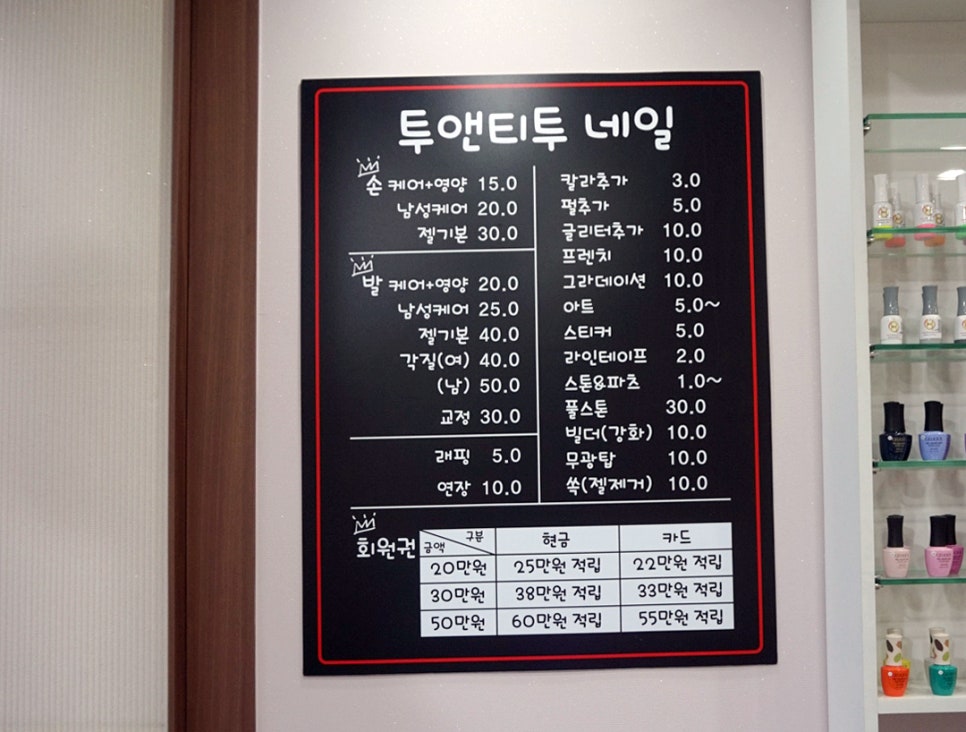 투앤티투 네일
손 케어+영양 15.0
남성케어 20.0
젤기본 30.0
발 케어+영양 20.0
남성케어 25.0
젤기본 40.0
각질(여) 40.0
(남) 50.0
교정 30.0
래핑 5.0
연장 10.0
칼라추가 3.0
펄추가 5.0
글리터추가 10.0
프렌치 10.0
그라데이션 10.0
아트 5.0~
스티커 5.0
라인테이프 2.0
스톤&파츠 1.0~
풀스톤 30.0
빌더(강화) 10.0
무광탑 10.0
쏙(젤제거) 10.0
회원권
금액 구분 현금 카드
20만원 25만원 적립 22만원 적립
30만원 38만원 적립 33만원 적립
50만원 60만원 적립 55만원 적립